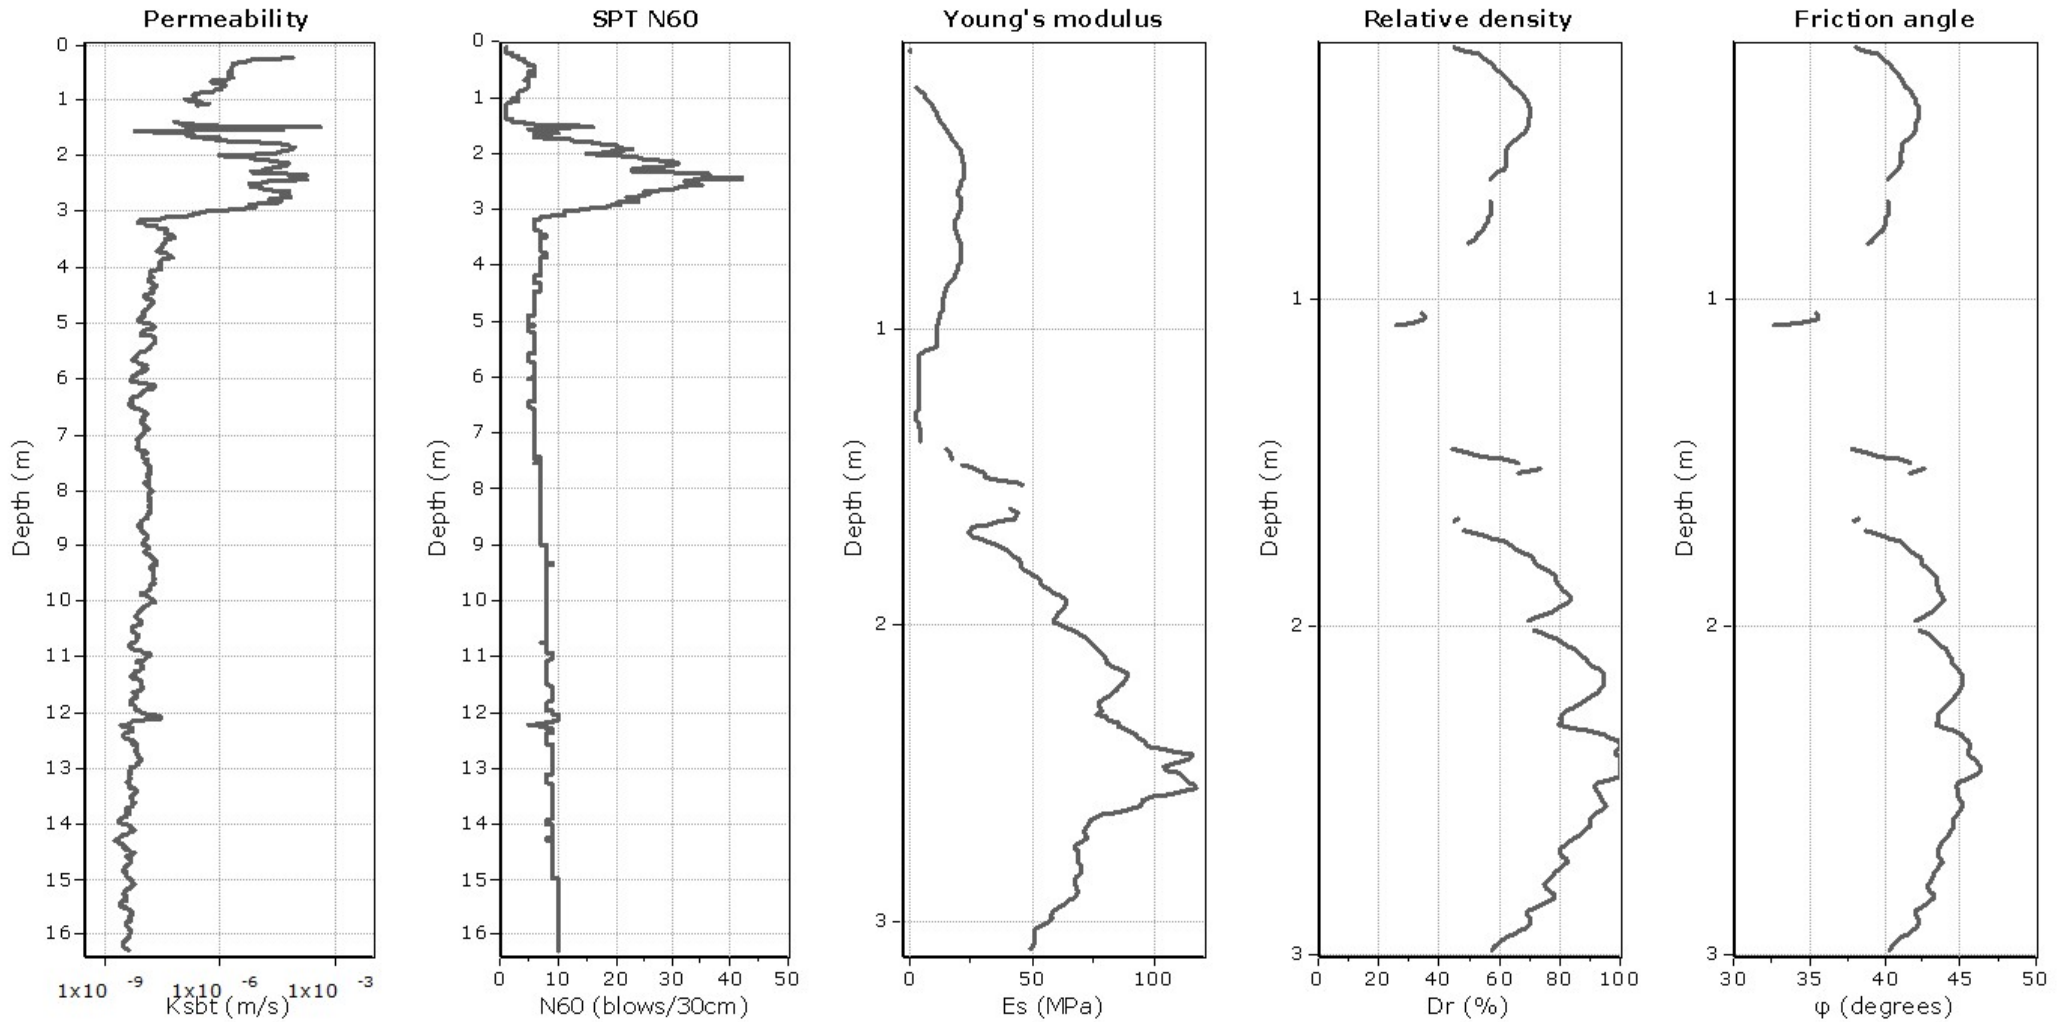 Permeability
0
1
2
3
4
5
6
7
8
9
10
11
12
13
14
15
16
Depth (m)
1x10 -9 1x10 -6 1x10 -3
Ksbt (m/s)
SPT N60
0
1
2
3
4
5
6
7
8
9
10
11
12
13
14
15
16
Depth (m)
0 10 20 30 40 50
N60 (blows/30cm)
Young's modulus
1
2
3
Depth (m)
0 50 100
Es (MPa)
Relative density
1
2
3
Depth (m)
0 20 40 60 80 100
Dr (%)
Friction angle
1
2
3
Depth (m)
30 35 40 45 50
φ (degrees)